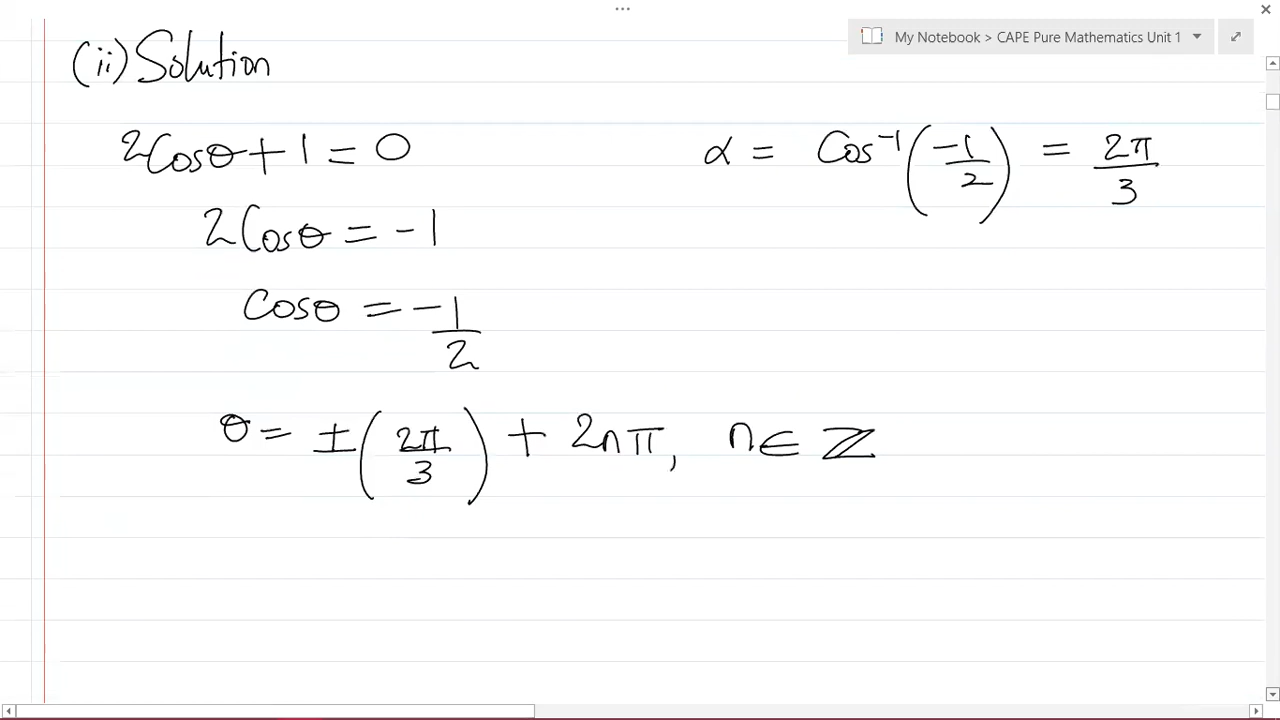 ...
My Notebook > CAPE Pure Mathematics Unit 1
(ii) Solution
2Cosθ + 1 = 0
α = Cos⁻¹(-1/2) = 2π/3
2Cosθ = -1
Cosθ = -1/2
θ = ±(2π/3) + 2nπ, n ∈ ℤ